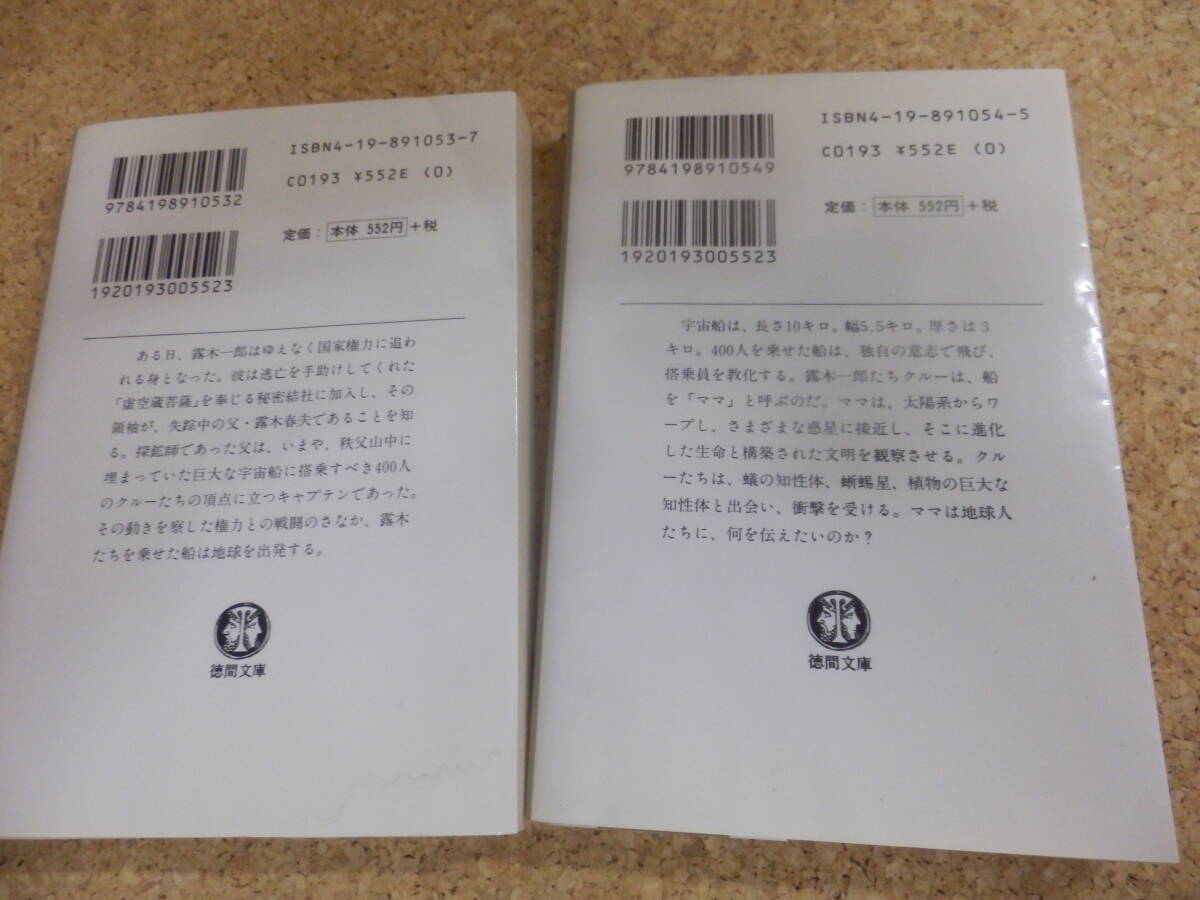 ISBN4-19-891053-7
9784198910532
C0193 ¥552E (0)
定価：本体 552円+税
1920193005523
ある日、露木一郎はゆえなく国家権力に追わ
れる身となった。彼は逃亡を手助けしてくれた
「虚空蔵菩薩」を奉じる秘密結社に加入し、その
領袖が、失踪中の父・露木春夫であることを知
る。探鉱師であった父は、いまや、秩父山中に
埋まっていた巨大な宇宙船に搭乗すべき400人
のクルーたちの頂点に立つキャプテンであった。
その動きを察した権力との戦闘のさなか、露木
たちを乗せた船は地球を出発する。
徳間文庫
ISBN4-19-891054-5
9784198910549
C0193 ¥552E (0)
定価：本体 552円+税
1920193005523
宇宙船は、長さ10キロ。幅5.5キロ。厚さは3
キロ。400人を乗せた船は、独自の意志で飛び、
搭乗員を教化する。露木一郎たちクルーは、船
を「ママ」と呼ぶのだ。ママは、太陽系からワ
ープし、さまざまな惑星に接近し、そこに進化
した生命と構築された文明を観察させる。クル
ーたちは、蟻の知性体、蜥蜴星、植物の巨大な
知性体と出会い、衝撃を受ける。ママは地球人
たちに、何を伝えたいのか？
徳間文庫